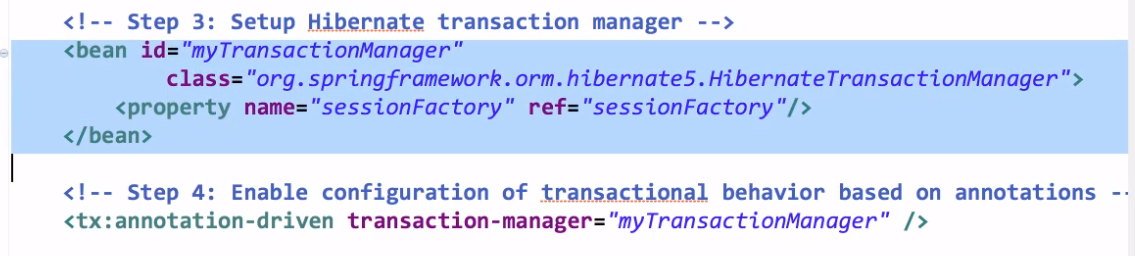 <!-- Step 3: Setup Hibernate transaction manager -->
<bean id="myTransactionManager"
class="org.springframework.orm.hibernate5.HibernateTransactionManager">
<property name="sessionFactory" ref="sessionFactory"/>
</bean>
<!-- Step 4: Enable configuration of transactional behavior based on annotations --
<tx:annotation-driven transaction-manager="myTransactionManager" />